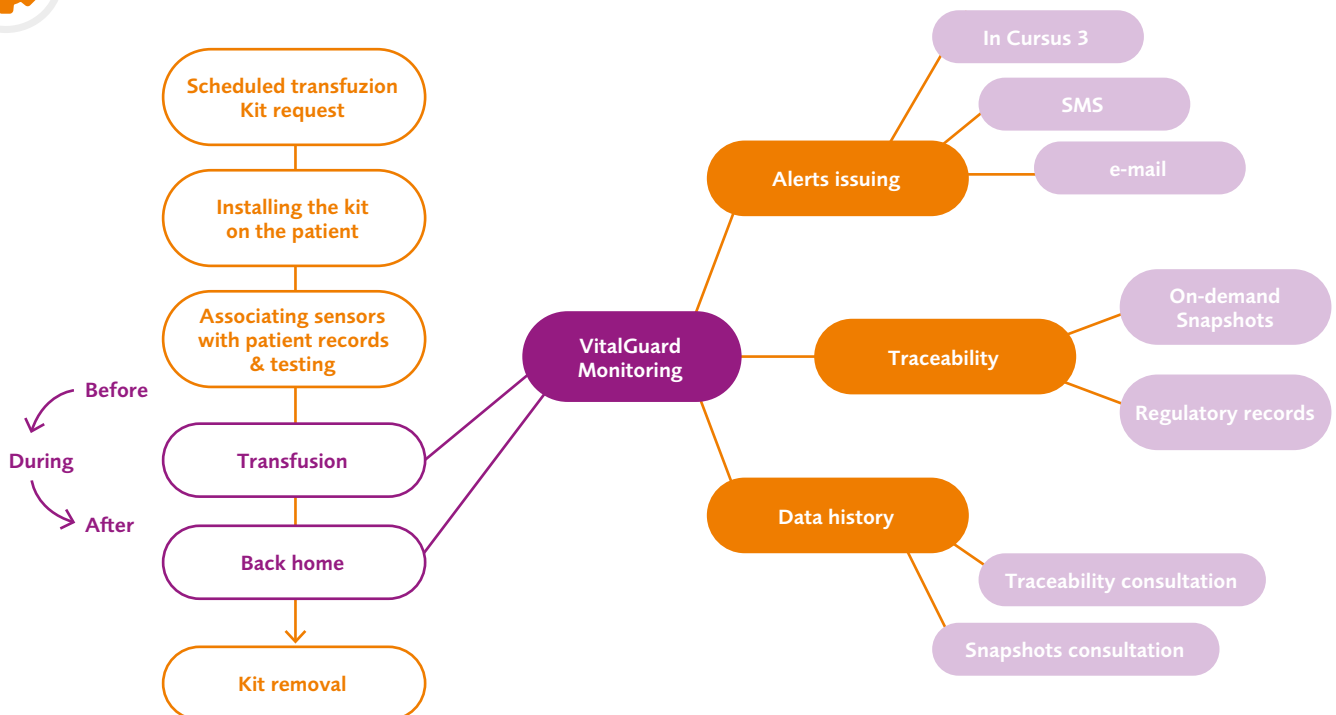 Scheduled transfuzion
Kit request
Installing the kit
on the patient
Associating sensors
with patient records
& testing
Before
During
After
Transfusion
Back home
Kit removal
VitalGuard
Monitoring
Alerts issuing
In Cursus 3
SMS
e-mail
Traceability
On-demand
Snapshots
Regulatory records
Data history
Traceability consultation
Snapshots consultation